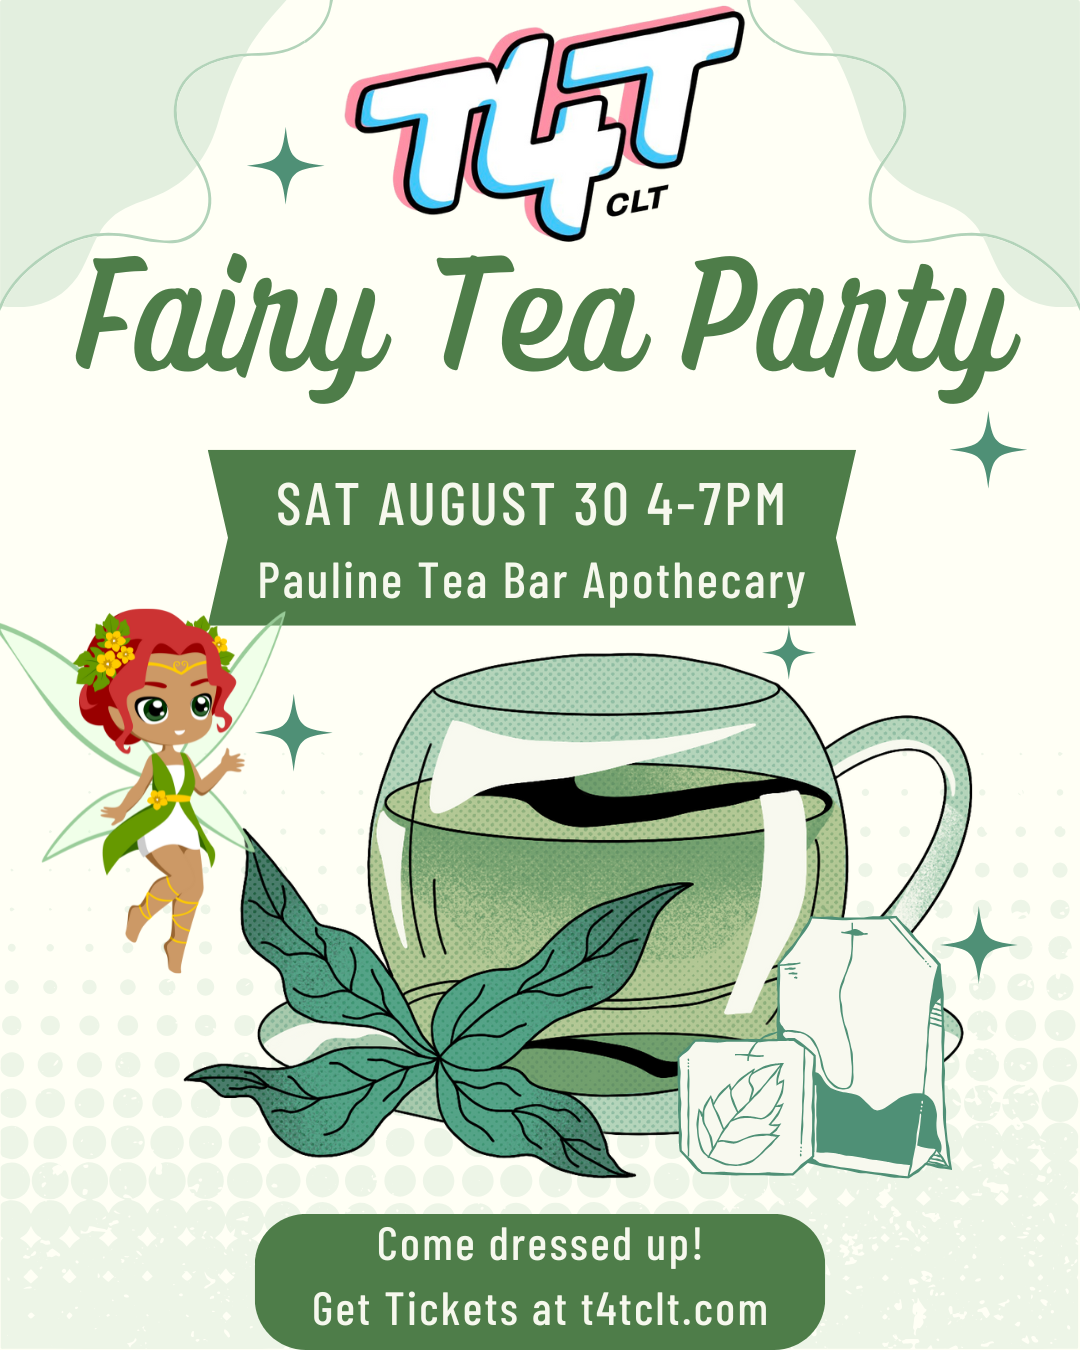 T4T
CLT
Fairy Tea Party
SAT AUGUST 30 4-7PM
Pauline Tea Bar Apothecary
Come dressed up!
Get Tickets at t4tclt.com